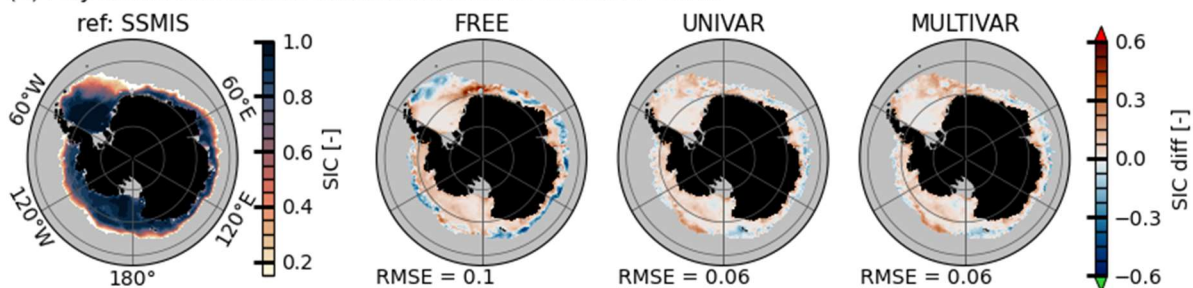 ref: SSMIS
FREE
UNIVAR
MULTIVAR
60°W
60°E
120°W
120°E
180°
1.0
0.8
0.6
0.4
0.2
SIC [-]
RMSE = 0.1
RMSE = 0.06
RMSE = 0.06
0.6
0.3
0.0
−0.3
−0.6
SIC diff [-]